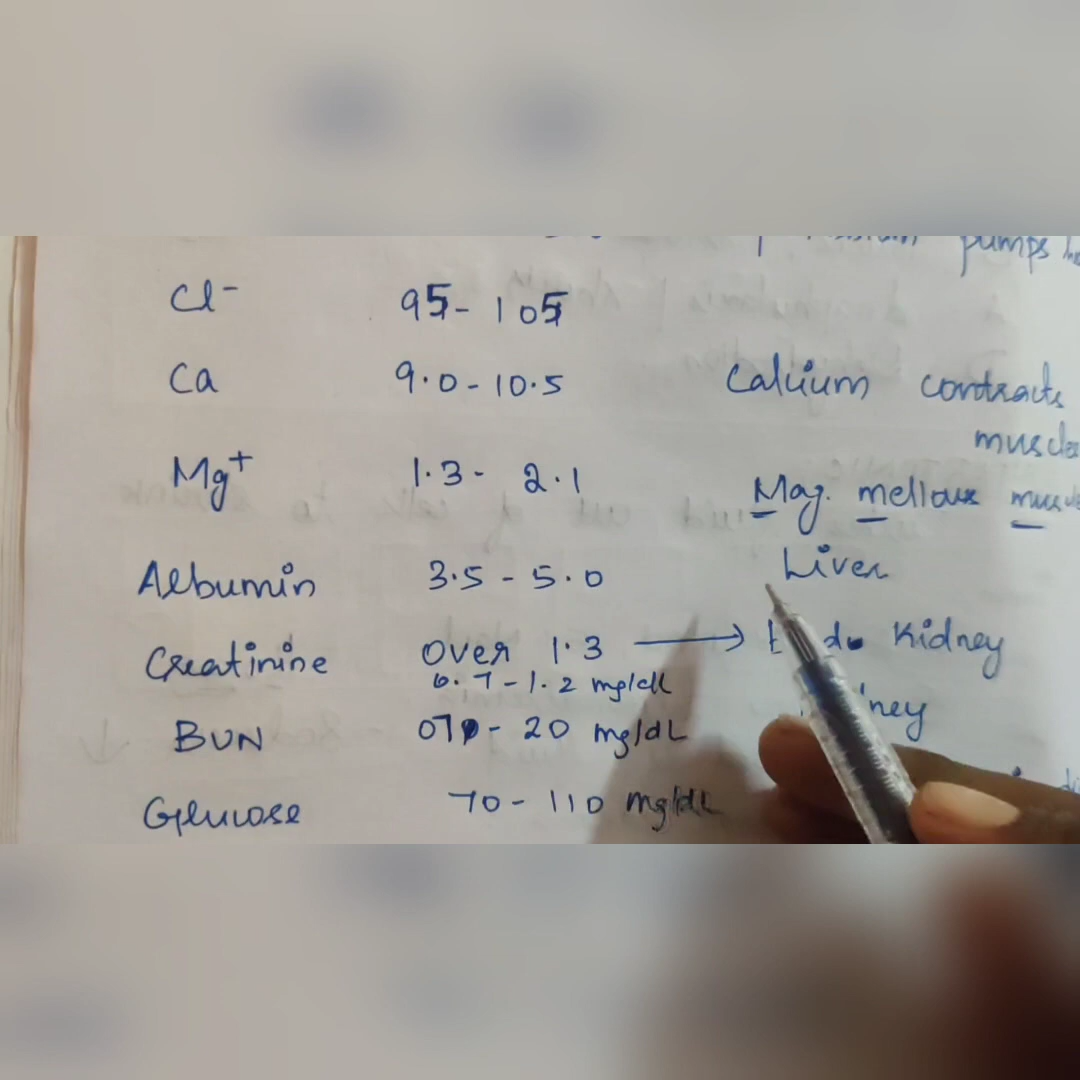 pumps
Cl⁻ 95 - 105
Ca 9.0 - 10.5 Calcium contracts
muscles
Mg⁺ 1.3 - 2.1 Mag. mellows
Albumin 3.5 - 5.0 Liver
Creatinine Over 1.3 → Kidney
0.7 - 1.2 mg/dL
BUN 07 - 20 mg/dL
Glucose 70 - 110 mg/dL